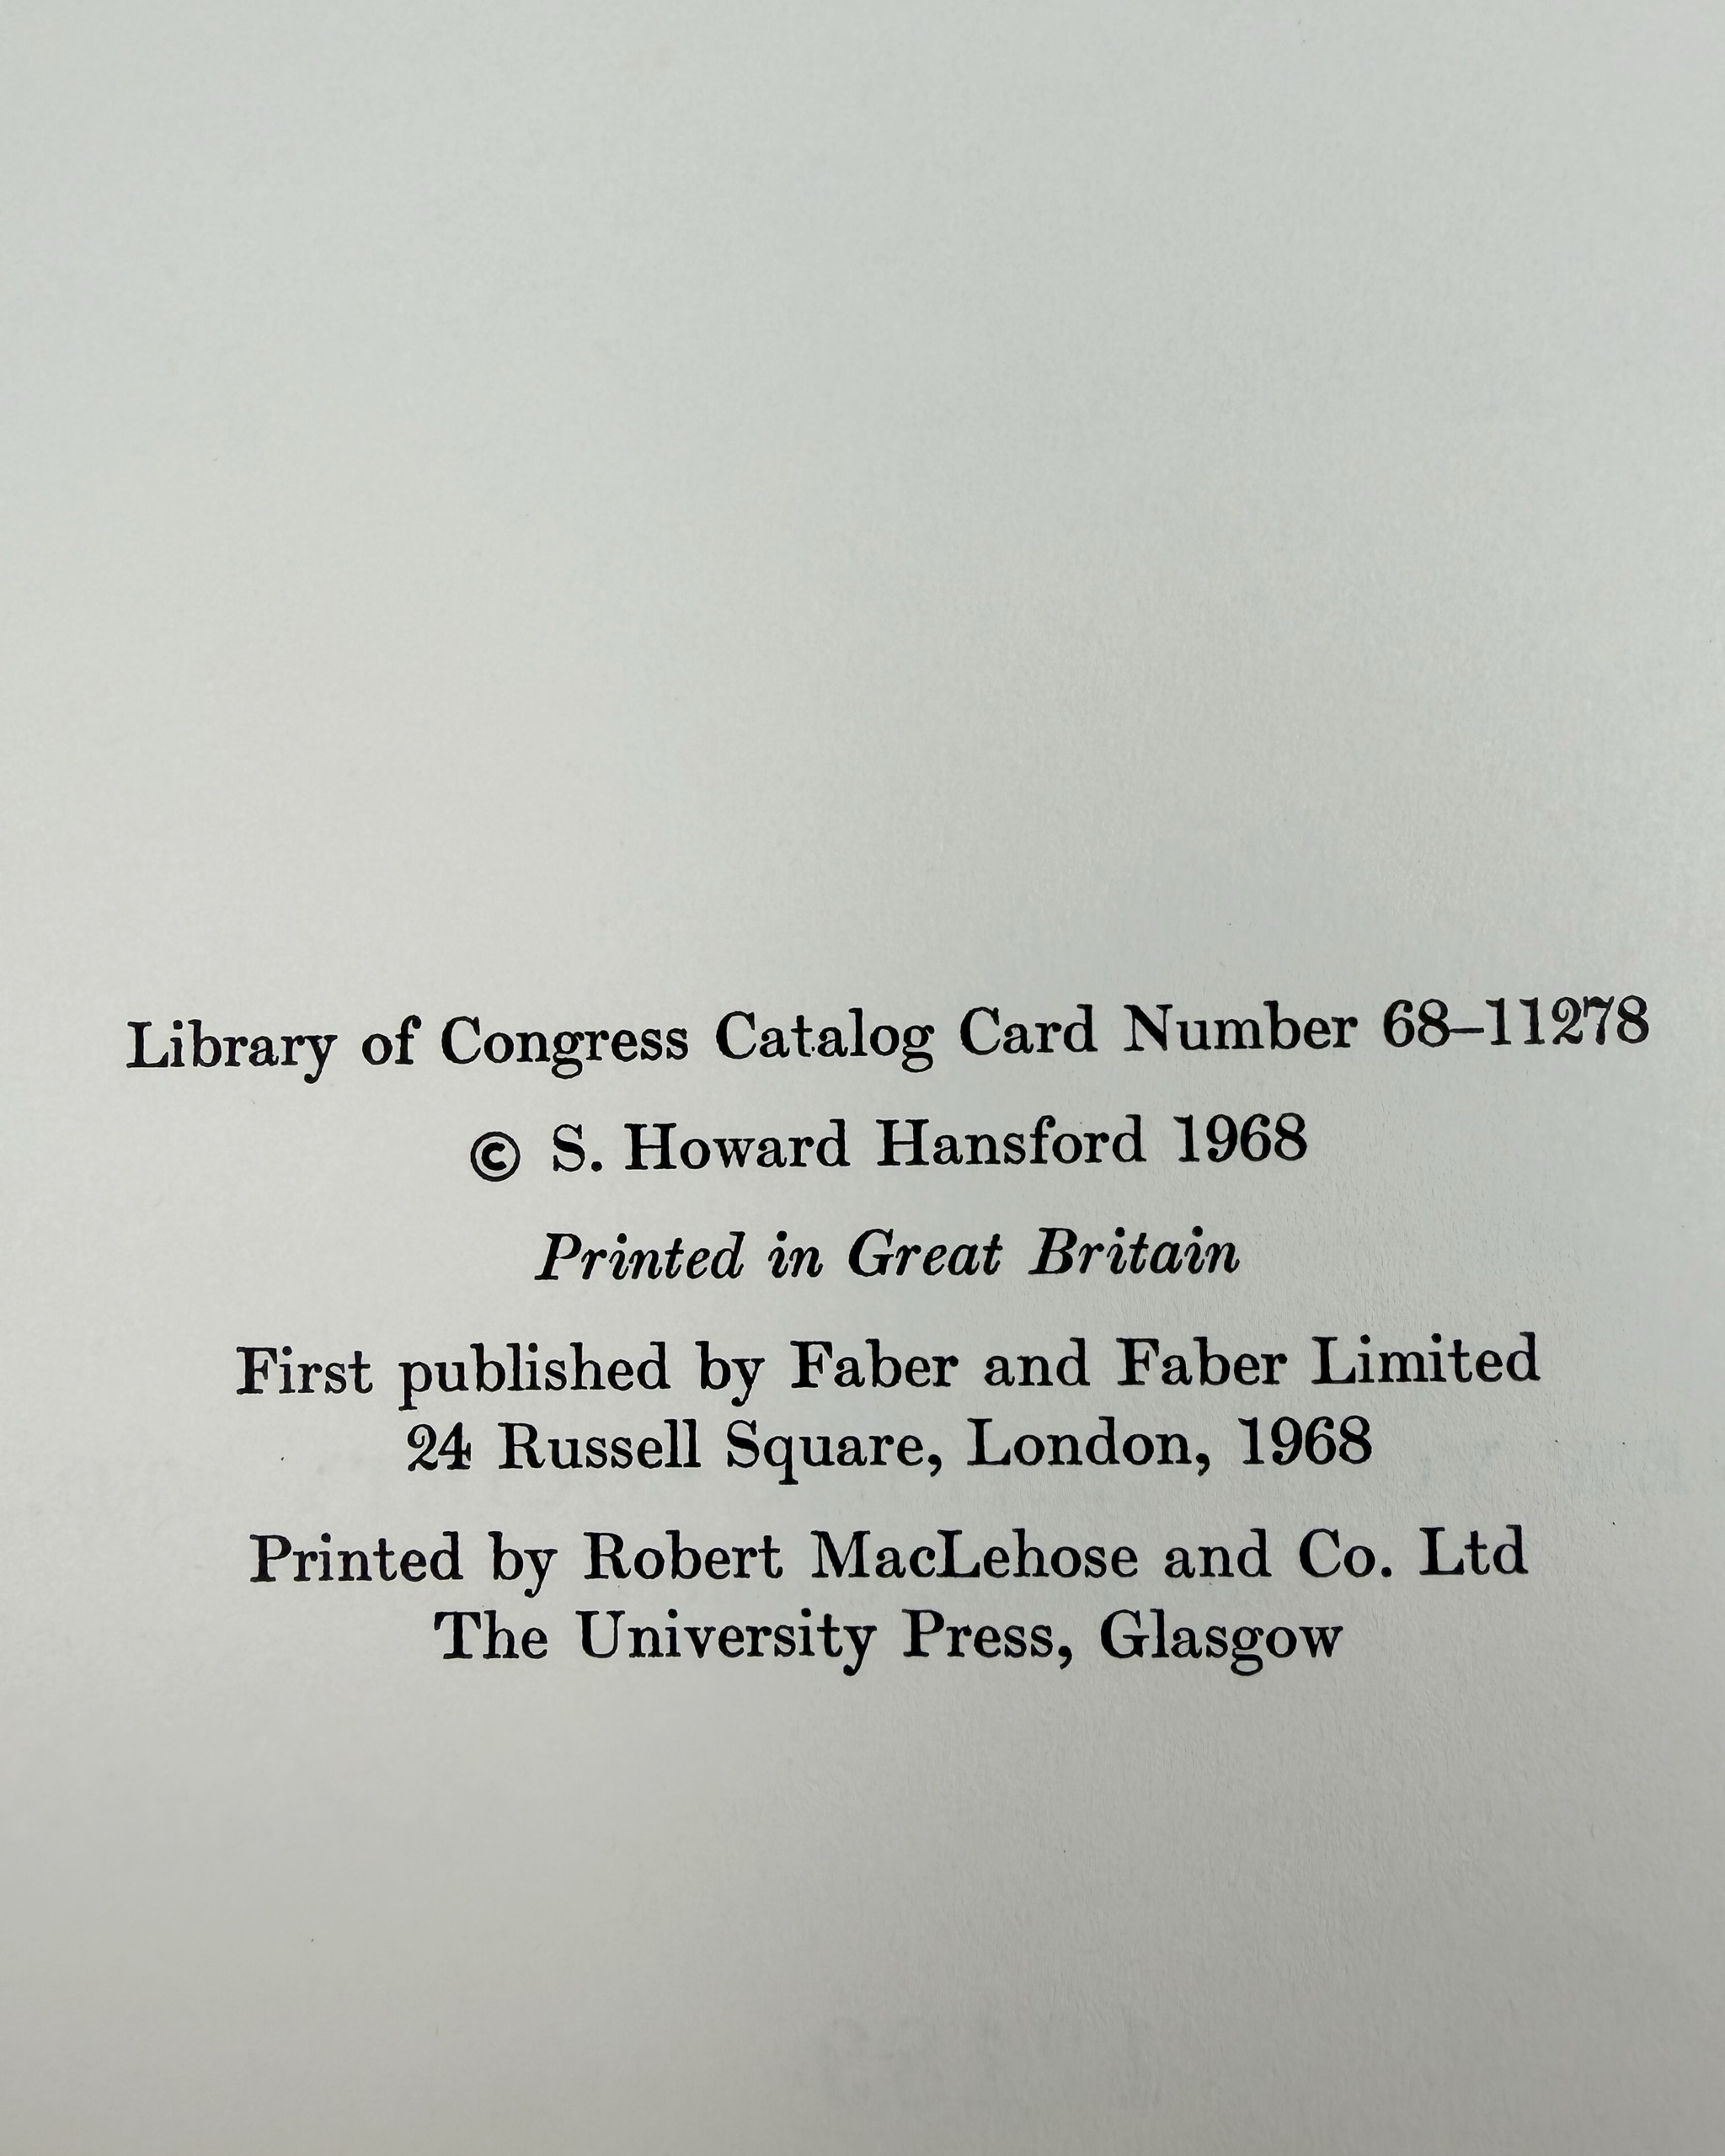 Library of Congress Catalog Card Number 68–11278
© S. Howard Hansford 1968
Printed in Great Britain
First published by Faber and Faber Limited
24 Russell Square, London, 1968
Printed by Robert MacLehose and Co. Ltd
The University Press, Glasgow